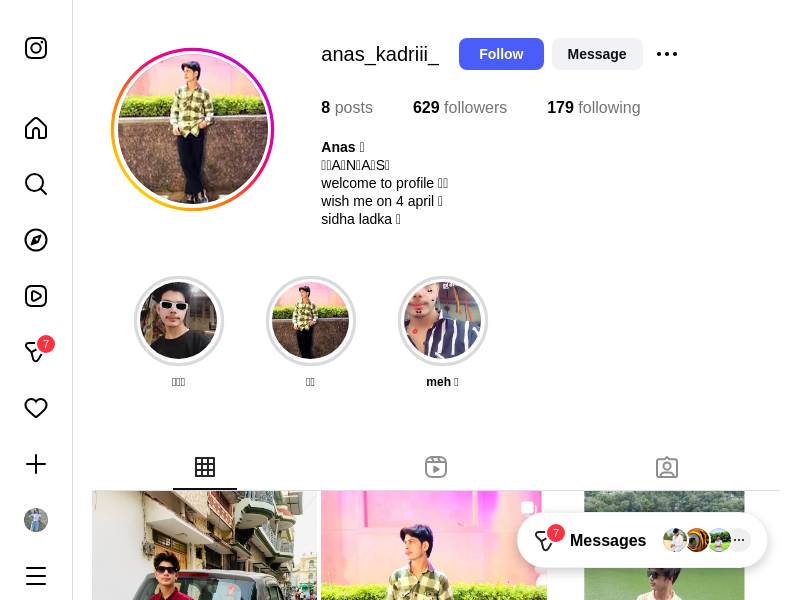 anas_kadriii_
Follow
Message
8 posts
629 followers
179 following
Anas
ANAS
welcome to profile
wish me on 4 april
sidha ladka
meh
7
7
Messages